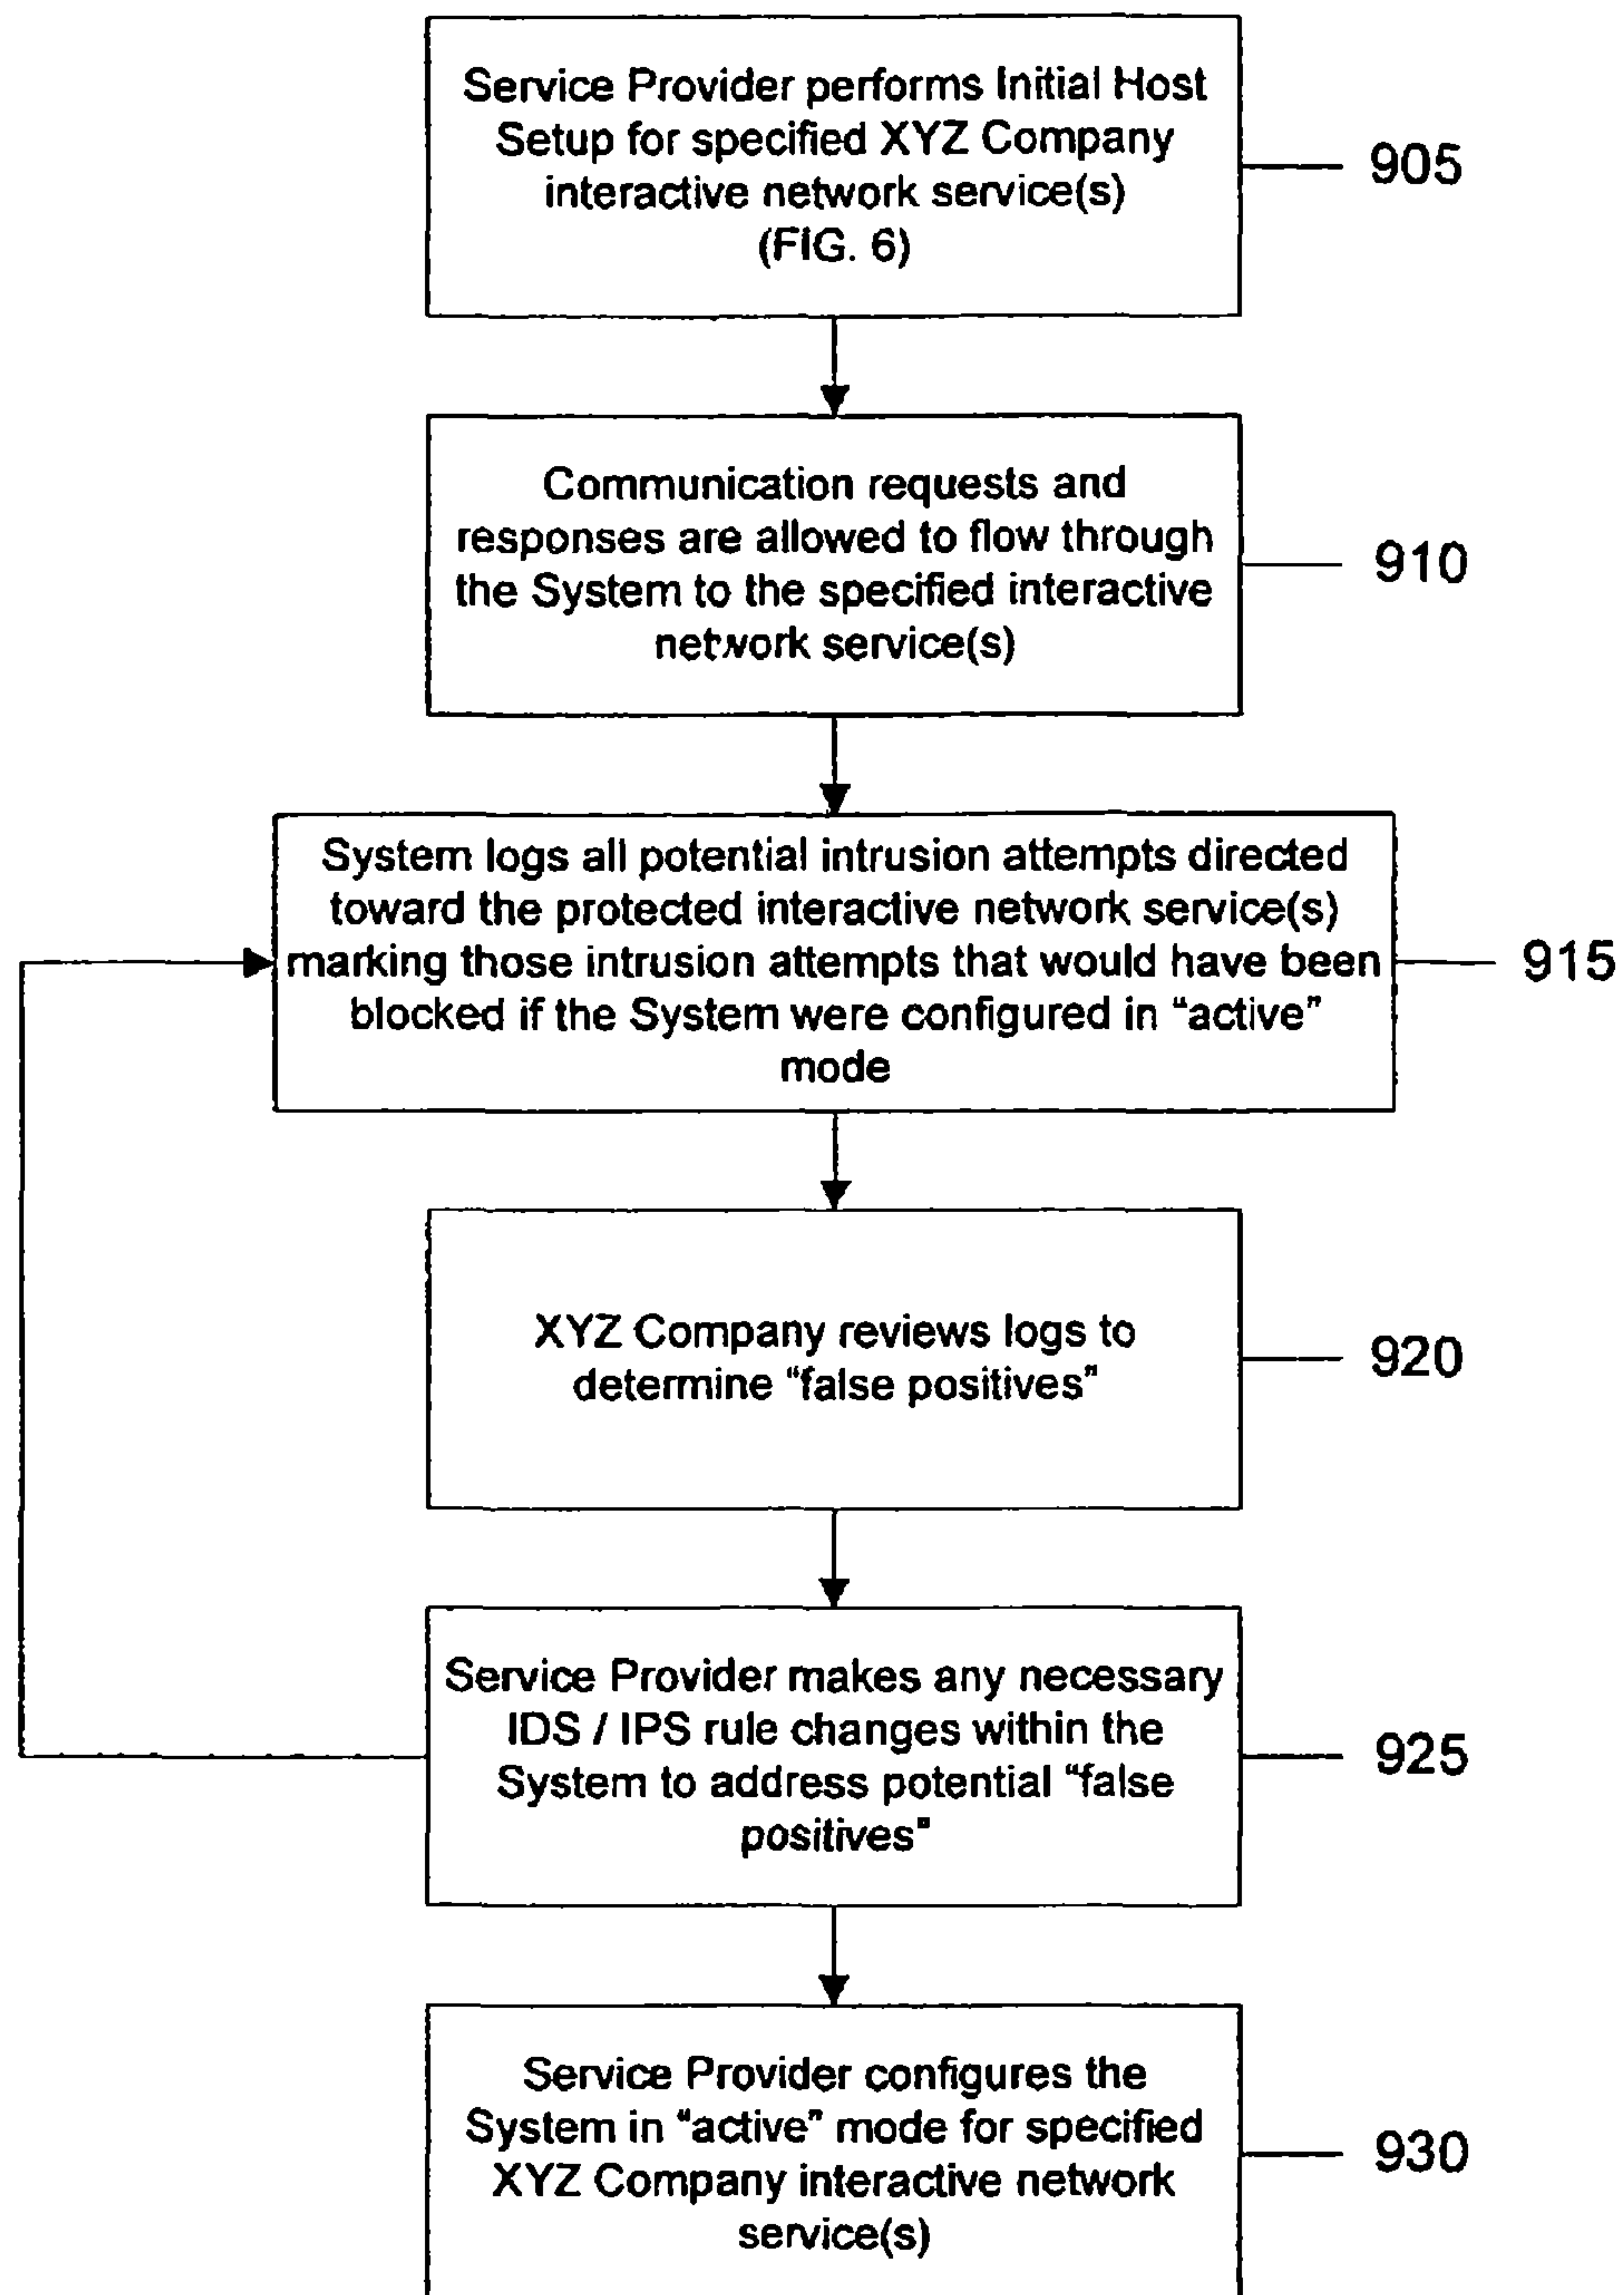 Service Provider performs Initial Host
Setup for specified XYZ Company
interactive network service(s)
(FIG. 6)
905
Communication requests and
responses are allowed to flow through
the System to the specified interactive
network service(s)
910
System logs all potential intrusion attempts directed
toward the protected interactive network service(s)
marking those intrusion attempts that would have been
blocked if the System were configured in “active”
mode
915
XYZ Company reviews logs to
determine “false positives”
920
Service Provider makes any necessary
IDS / IPS rule changes within the
System to address potential “false
positives”
925
Service Provider configures the
System in “active” mode for specified
XYZ Company interactive network
service(s)
930